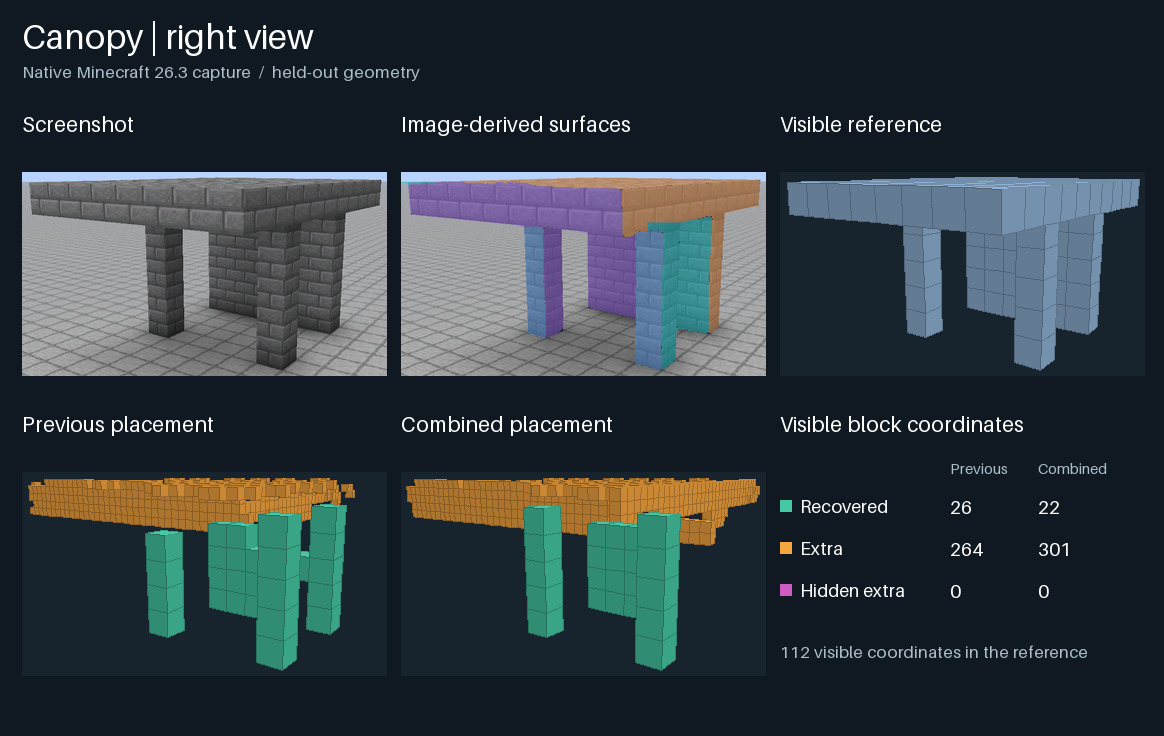 Canopy | right view
Native Minecraft 26.3 capture / held-out geometry
Screenshot
Image-derived surfaces
Visible reference
Previous placement
Combined placement
Visible block coordinates
Previous Combined
Recovered 26 22
Extra 264 301
Hidden extra 0 0
112 visible coordinates in the reference